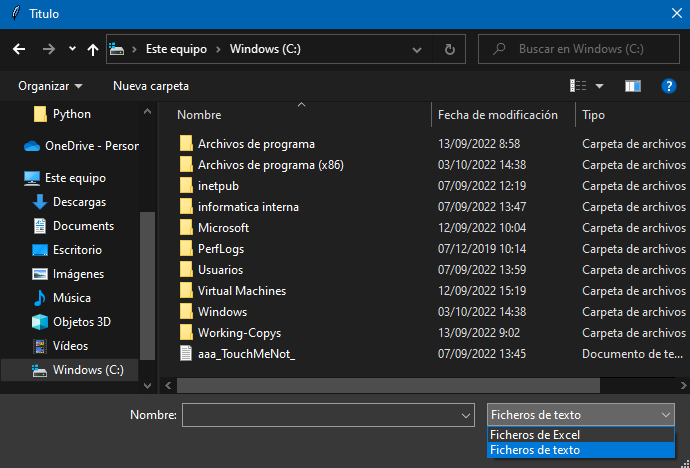 Titulo
Este equipo > Windows (C:)
Buscar en Windows (C:)
Organizar
Nueva carpeta
Python
OneDrive - Person
Este equipo
Descargas
Documents
Escritorio
Imágenes
Música
Objetos 3D
Vídeos
Windows (C:)
Nombre Fecha de modificación Tipo
Archivos de programa 13/09/2022 8:58 Carpeta de archivos
Archivos de programa (x86) 03/10/2022 14:38 Carpeta de archivos
inetpub 07/09/2022 12:19 Carpeta de archivos
informatica interna 07/09/2022 13:47 Carpeta de archivos
Microsoft 12/09/2022 10:04 Carpeta de archivos
PerfLogs 07/12/2019 10:14 Carpeta de archivos
Usuarios 07/09/2022 13:59 Carpeta de archivos
Virtual Machines 12/09/2022 15:19 Carpeta de archivos
Windows 03/10/2022 14:38 Carpeta de archivos
Working-Copys 13/09/2022 9:02 Carpeta de archivos
aaa_TouchMeNot_ 07/09/2022 13:45 Documento de te...
Nombre:
Ficheros de texto
Ficheros de Excel
Ficheros de texto